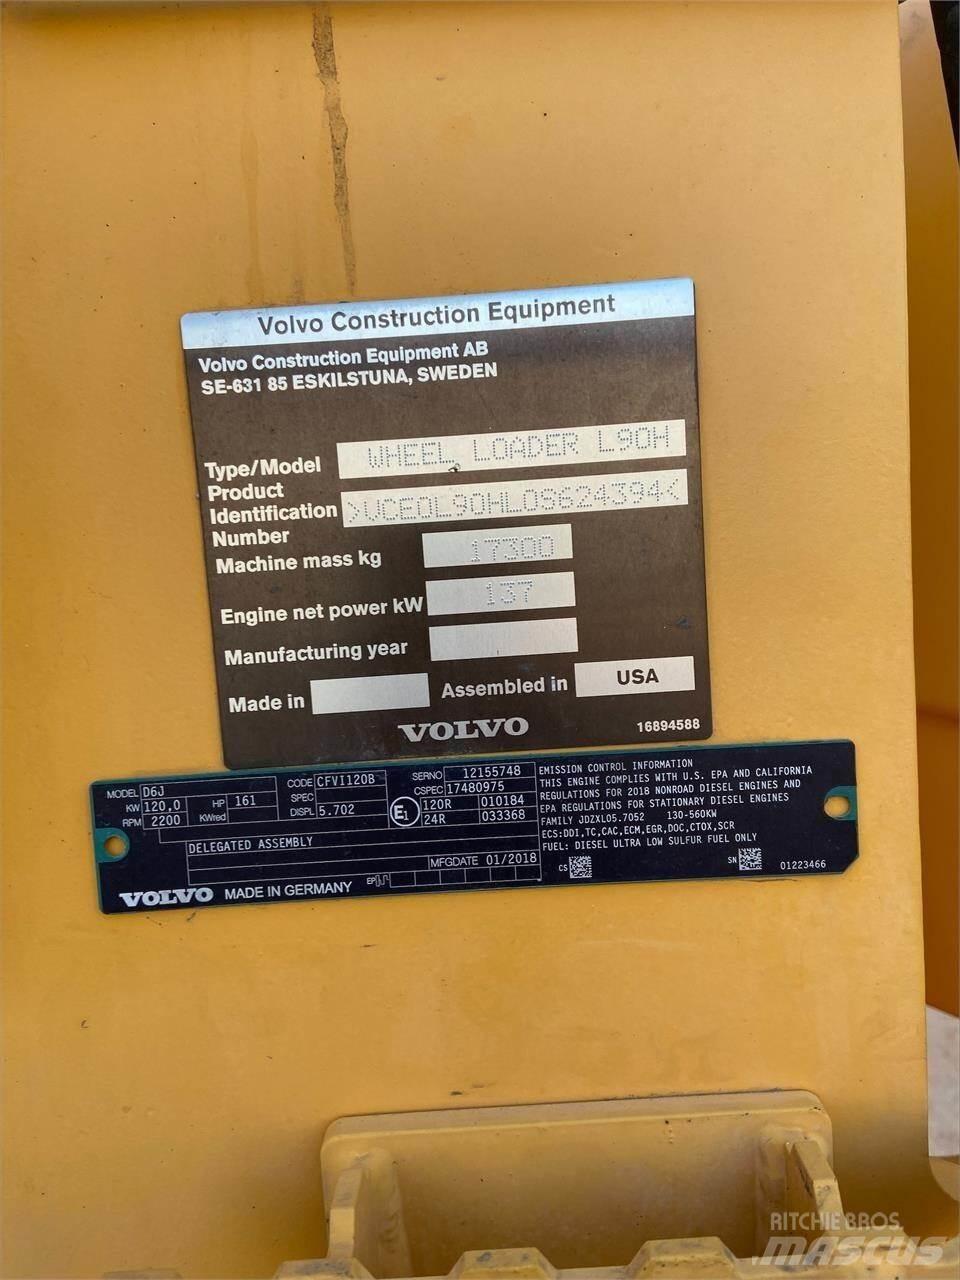 Volvo Construction Equipment
Volvo Construction Equipment AB
SE-631 85 ESKILSTUNA, SWEDEN
Type/Model WHEEL LOADER L90H
Product
Identification >VCE0L90HL0S624394<
Number
Machine mass kg 17300
Engine net power kW 137
Manufacturing year
Made in Assembled in USA
VOLVO 16894588
MODEL D6J CODE CFVI120B SERNO 12155748
KW 120,0 HP 161 SPEC CSPEC 17480975
RPM 2200 KWred DISPL 5.702 E1 120R 010184
24R 033368
DELEGATED ASSEMBLY
MFGDATE 01/2018
EP
VOLVO MADE IN GERMANY
EMISSION CONTROL INFORMATION
THIS ENGINE COMPLIES WITH U.S. EPA AND CALIFORNIA
REGULATIONS FOR 2018 NONROAD DIESEL ENGINES AND
EPA REGULATIONS FOR STATIONARY DIESEL ENGINES
FAMILY JDZXL05.7052 130-560KW
ECS:DDI,TC,CAC,ECM,EGR,DOC,CTOX,SCR
FUEL: DIESEL ULTRA LOW SULFUR FUEL ONLY
CS SN 01223466
RITCHIE BROS.
MASCUS